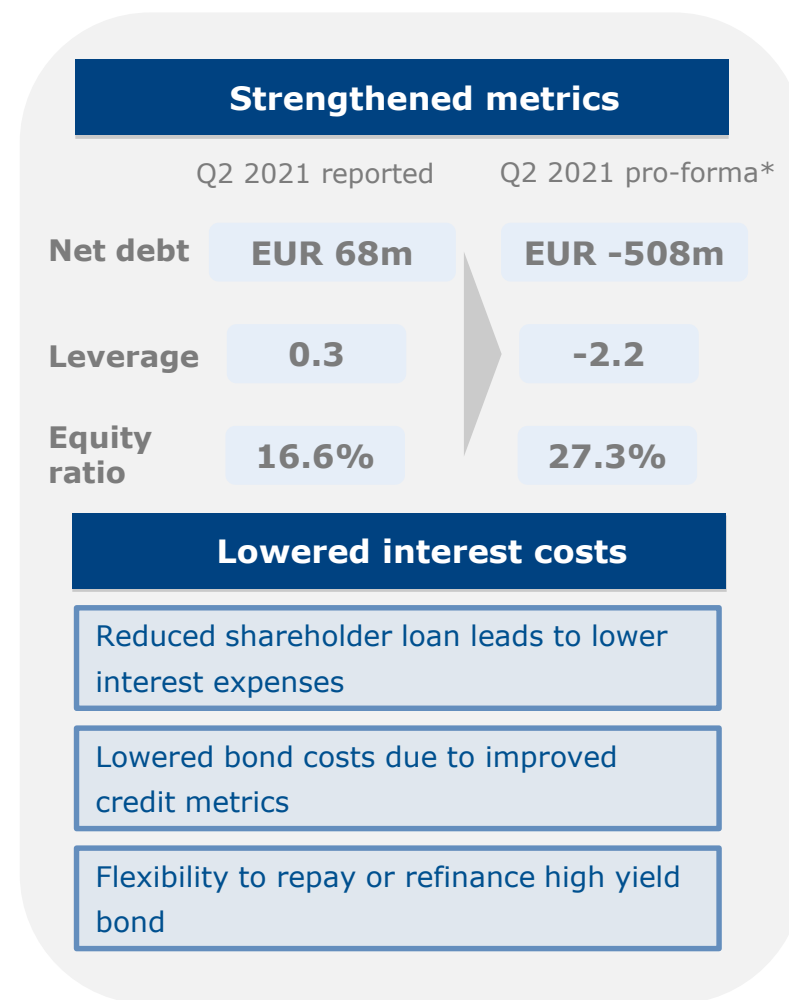 Strengthened metrics
Q2 2021 reported Q2 2021 pro-forma*
Net debt EUR 68m EUR -508m
Leverage 0.3 -2.2
Equity
ratio 16.6% 27.3%
Lowered interest costs
Reduced shareholder loan leads to lower
interest expenses
Lowered bond costs due to improved
credit metrics
Flexibility to repay or refinance high yield
bond